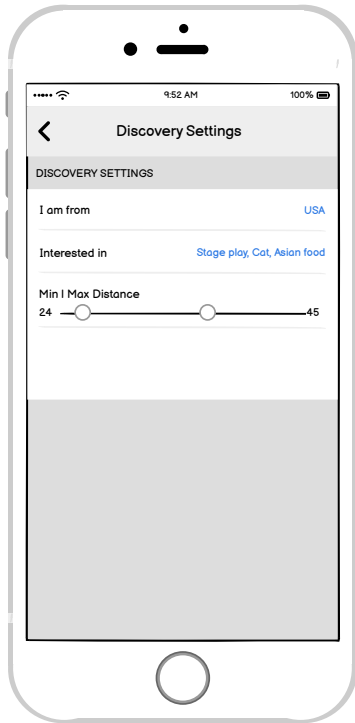 9:52 AM 100%
Discovery Settings
DISCOVERY SETTINGS
I am from USA
Interested in Stage play, Cat, Asian food
Min I Max Distance
24 45